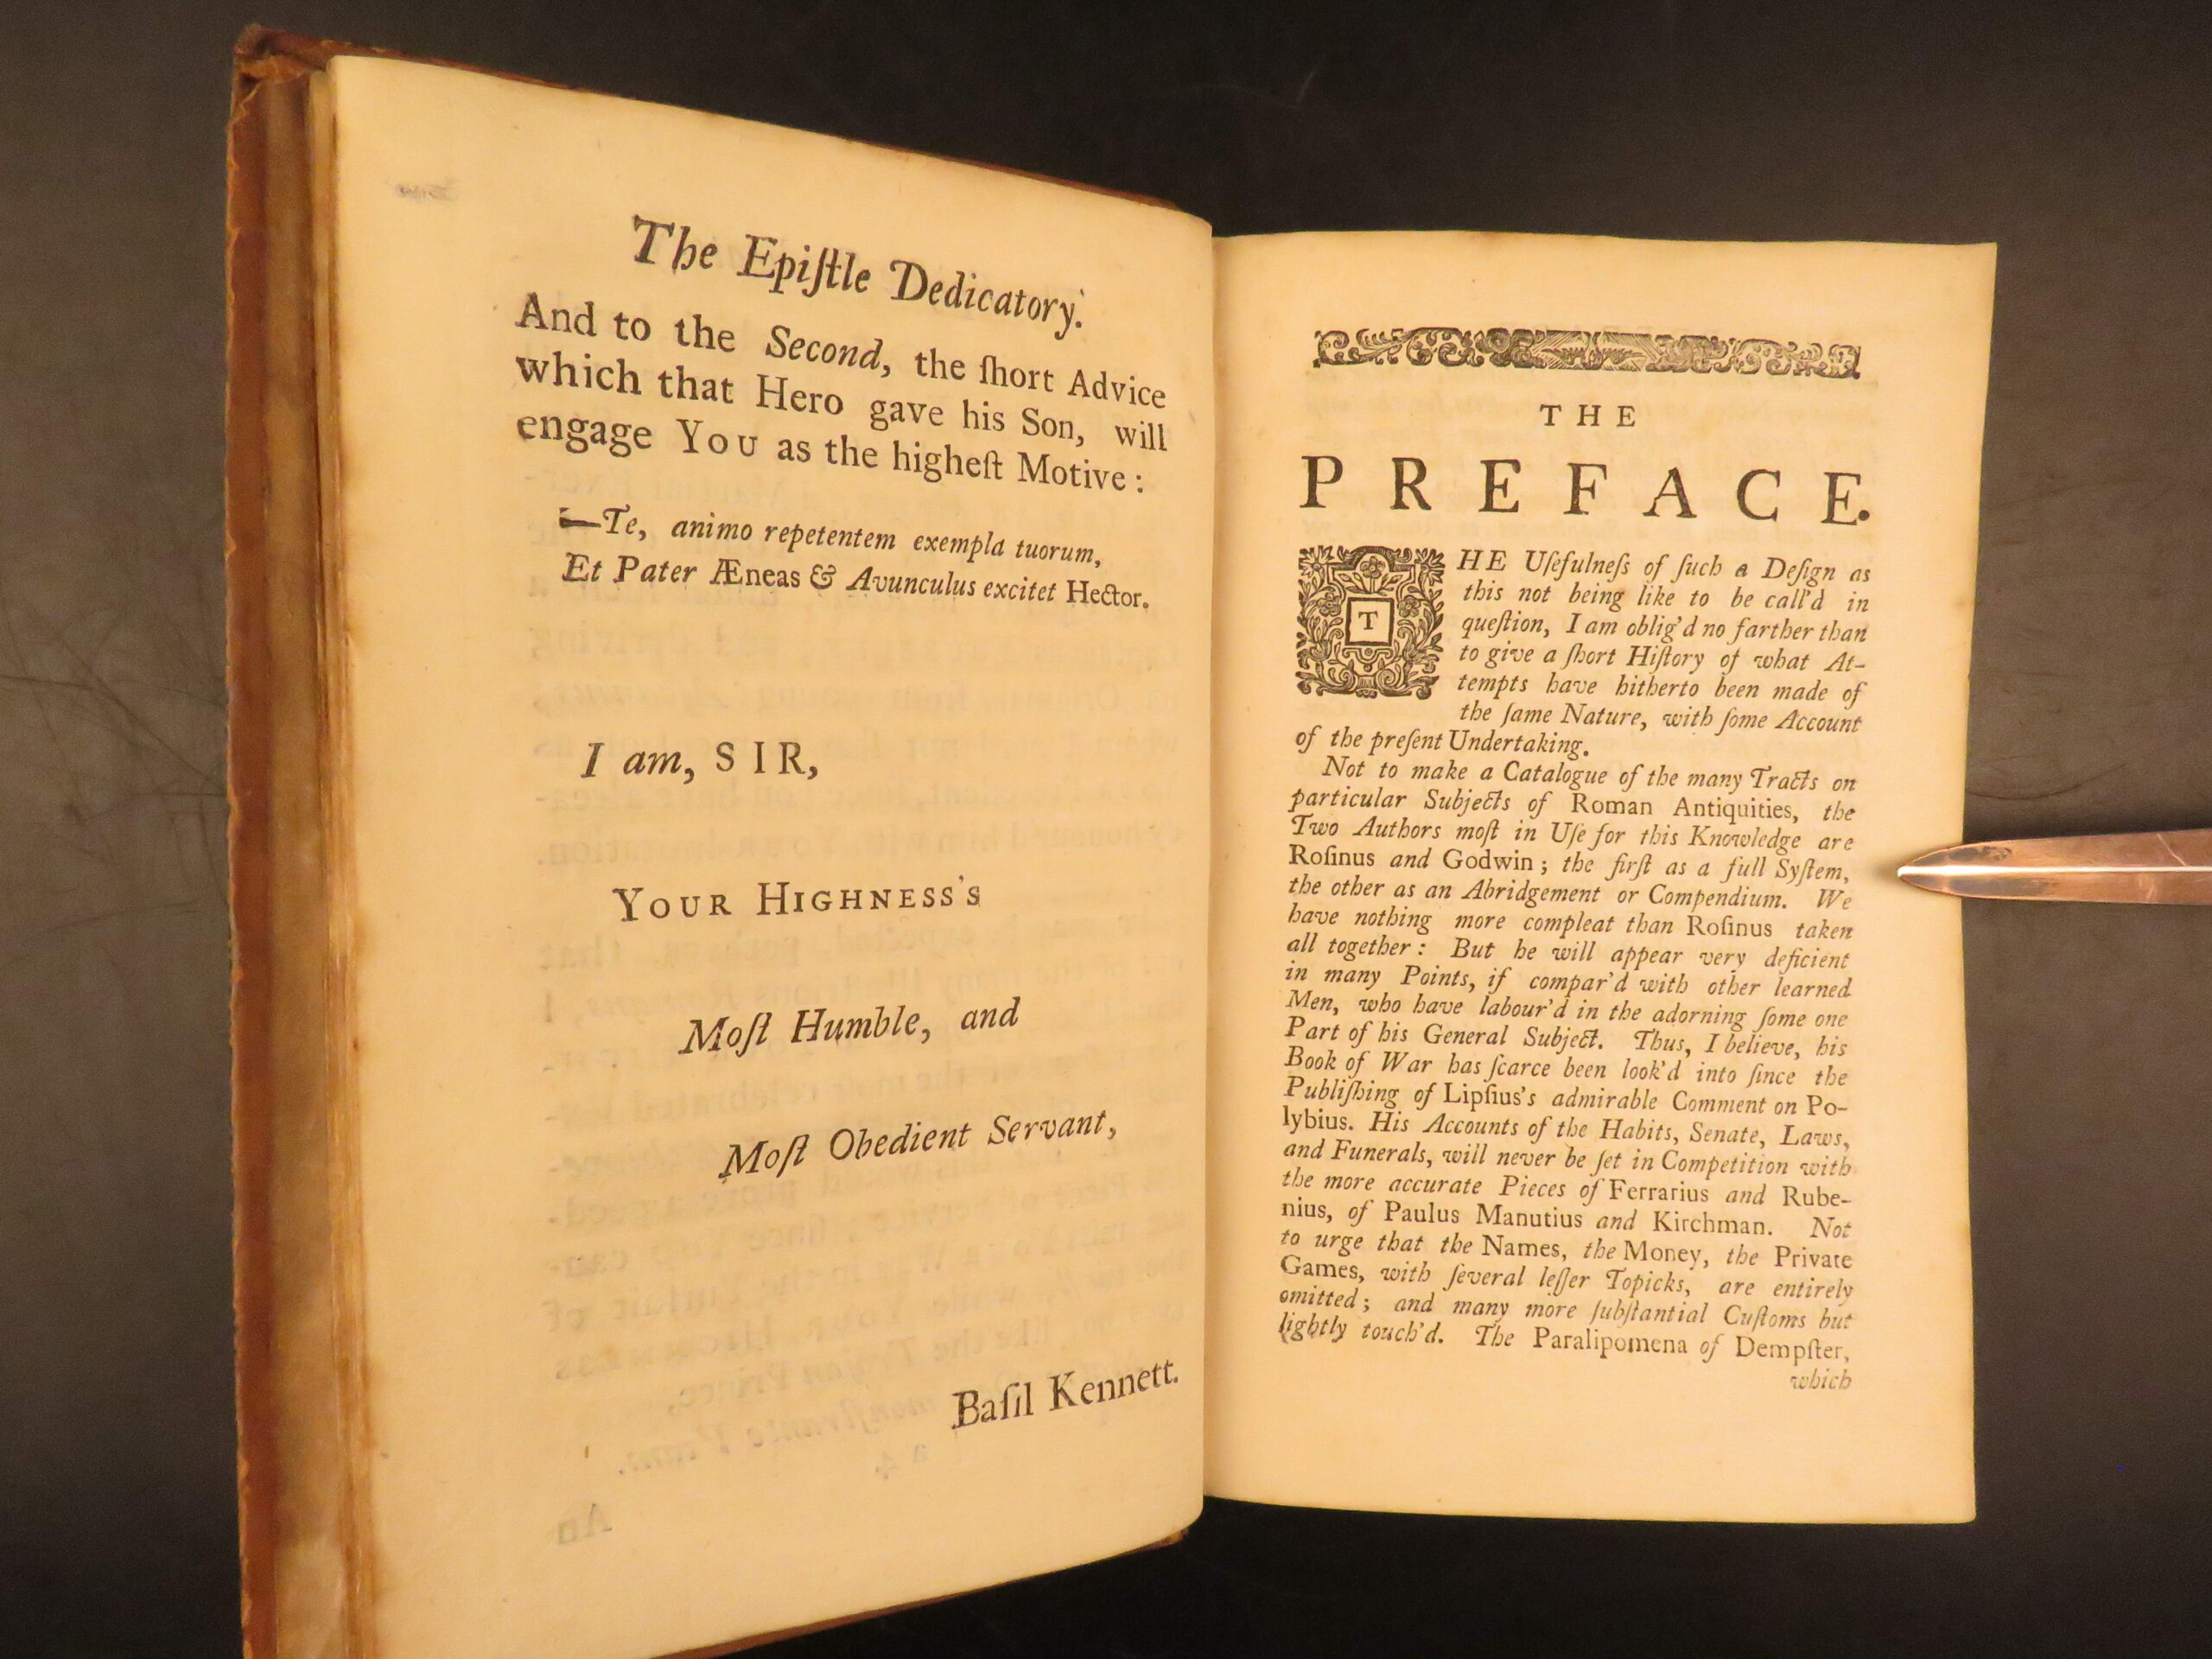 The Epiſtle Dedicatory.
And to the Second, the ſhort Advice
which that Hero gave his Son, will
engage YOU as the higheſt Motive:
—Te, animo repetentem exempla tuorum,
Et Pater Æneas & Avunculus excitet Hector.
I am, SIR,
YOUR HIGHNESS'S
Moſt Humble, and
Moſt Obedient Servant,
Baſil Kennett.
THE
PREFACE.
THE Uſefulneſs of ſuch a Deſign as
this not being like to be call'd in
queſtion, I am oblig'd no farther than
to give a ſhort Hiſtory of what At-
tempts have hitherto been made of
the ſame Nature, with ſome Account
of the preſent Undertaking.
Not to make a Catalogue of the many Tracts on
particular Subjects of Roman Antiquities, the
Two Authors moſt in Uſe for this Knowledge are
Roſinus and Godwin; the firſt as a full Syſtem,
the other as an Abridgement or Compendium. We
have nothing more compleat than Roſinus taken
all together: But he will appear very deficient
in many Points, if compar'd with other learned
Men, who have labour'd in the adorning ſome one
Part of his General Subject. Thus, I believe, his
Book of War has ſcarce been look'd into ſince the
Publiſhing of Lipſius's admirable Comment on Po-
lybius. His Accounts of the Habits, Senate, Laws,
and Funerals, will never be ſet in Competition with
the more accurate Pieces of Ferrarius and Rube-
nius, of Paulus Manutius and Kirchman. Not
to urge that the Names, the Money, the Private
Games, with ſeveral leſſer Topicks, are entirely
omitted; and many more ſubſtantial Cuſtoms but
lightly touch'd. The Paralipomena of Dempſter,
which